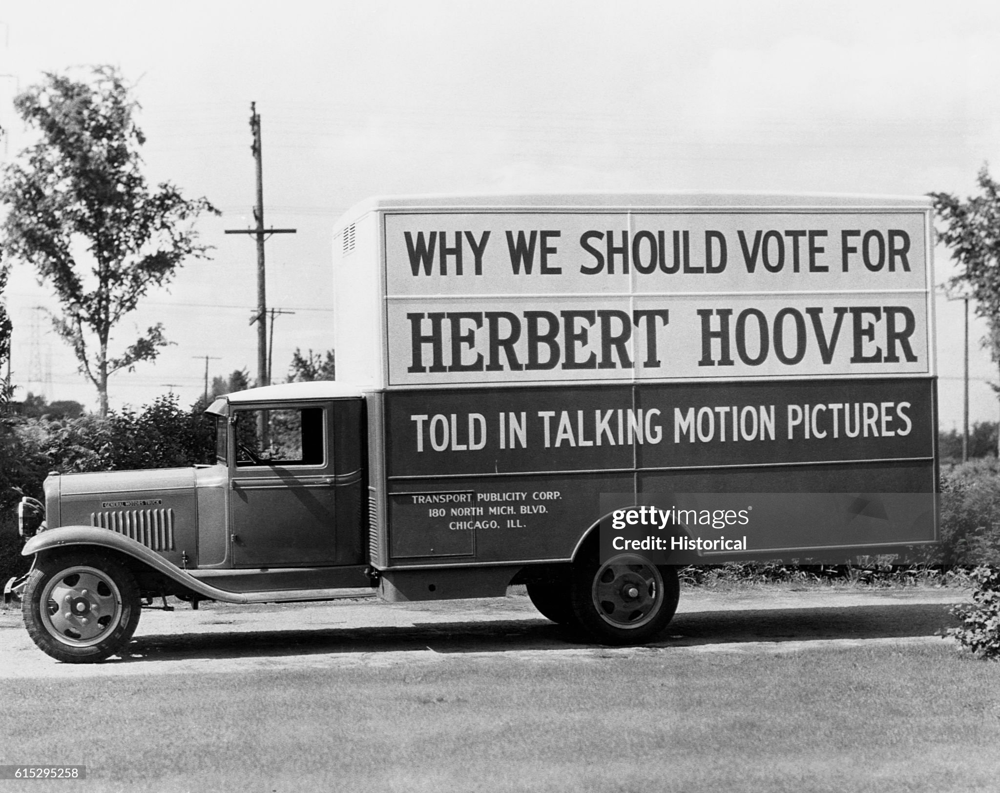 WHY WE SHOULD VOTE FOR
HERBERT HOOVER
TOLD IN TALKING MOTION PICTURES
GENERAL MOTORS TRUCK
TRANSPORT PUBLICITY CORP.
180 NORTH MICH. BLVD.
CHICAGO, ILL.
gettyimages®
Credit: Historical
615295258